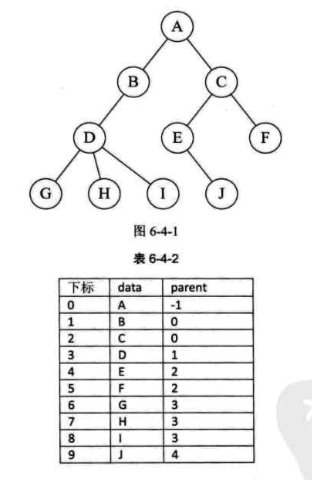 A
B C
D E F
G H I J
图 6-4-1
表 6-4-2
下标 data parent
0 A -1
1 B 0
2 C 0
3 D 1
4 E 2
5 F 2
6 G 3
7 H 3
8 I 3
9 J 4